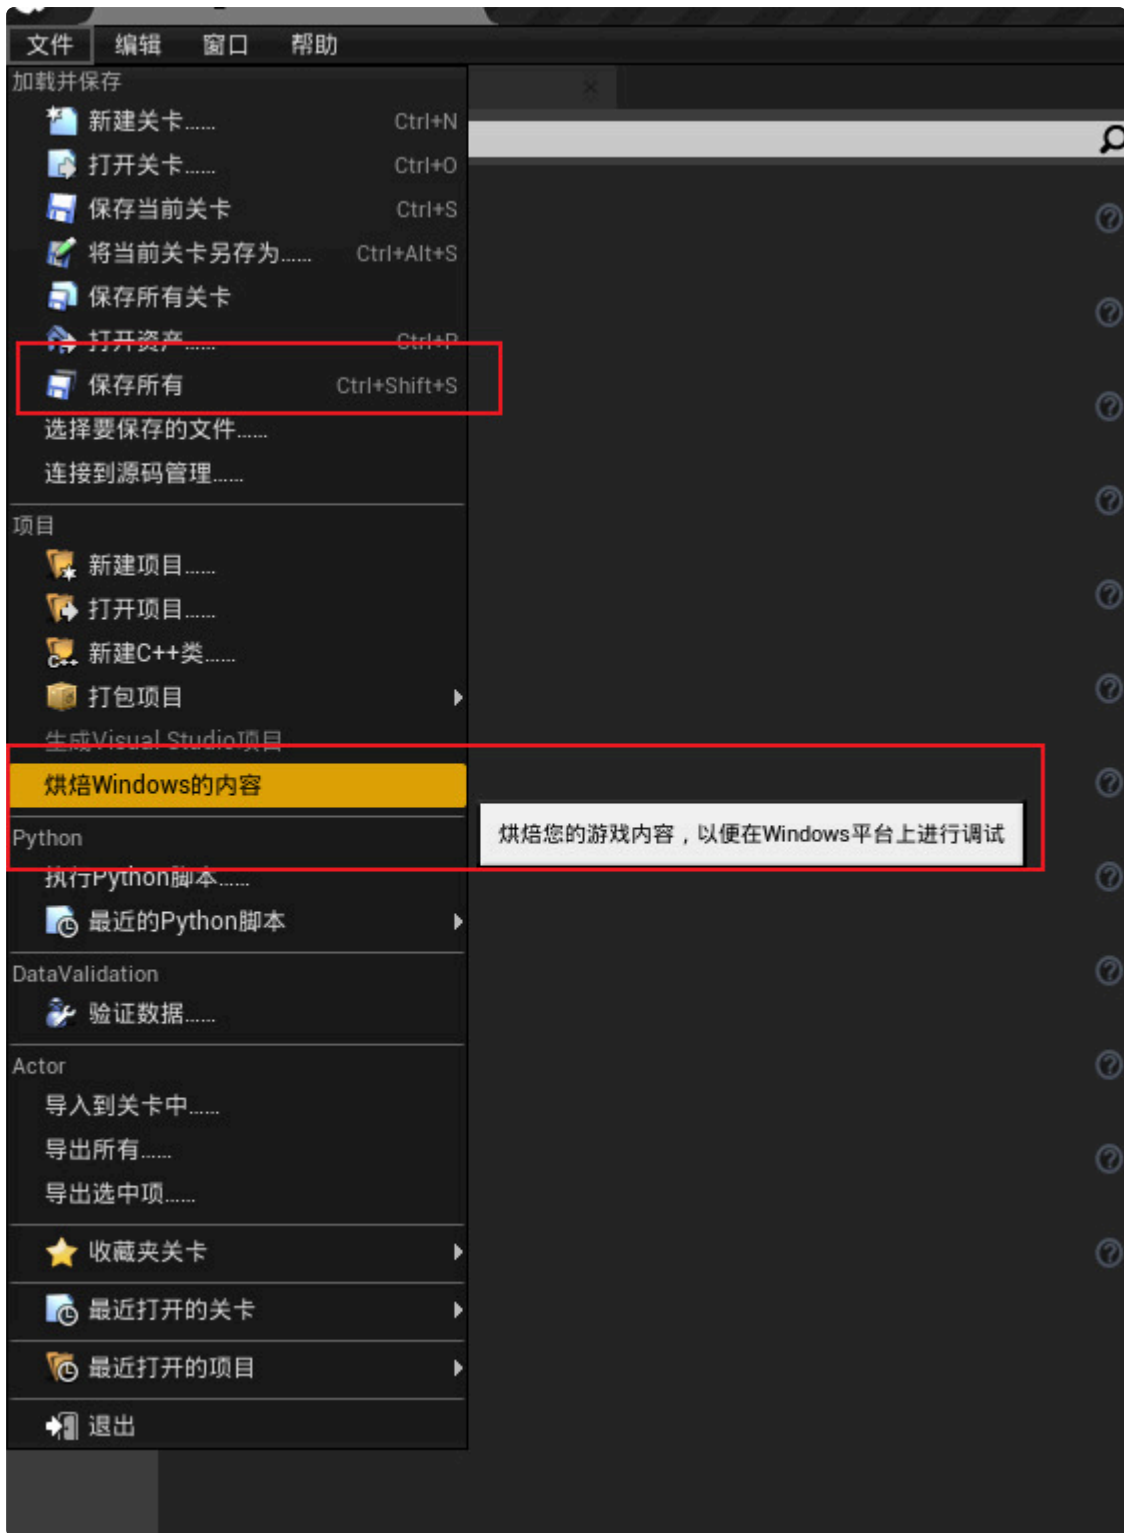 文件 编辑 窗口 帮助
加载并保存
新建关卡...... Ctrl+N
打开关卡...... Ctrl+O
保存当前关卡 Ctrl+S
将当前关卡另存为...... Ctrl+Alt+S
保存所有关卡
打开资产...... Ctrl+P
保存所有 Ctrl+Shift+S
选择要保存的文件......
连接到源码管理......
项目
新建项目......
打开项目......
C++ 新建C++类......
打包项目
生成Visual Studio项目
烘焙Windows的内容
烘焙您的游戏内容，以便在Windows平台上进行调试
Python
执行Python脚本......
最近的Python脚本
DataValidation
验证数据......
Actor
导入到关卡中......
导出所有......
导出选中项......
收藏夹关卡
最近打开的关卡
最近打开的项目
退出